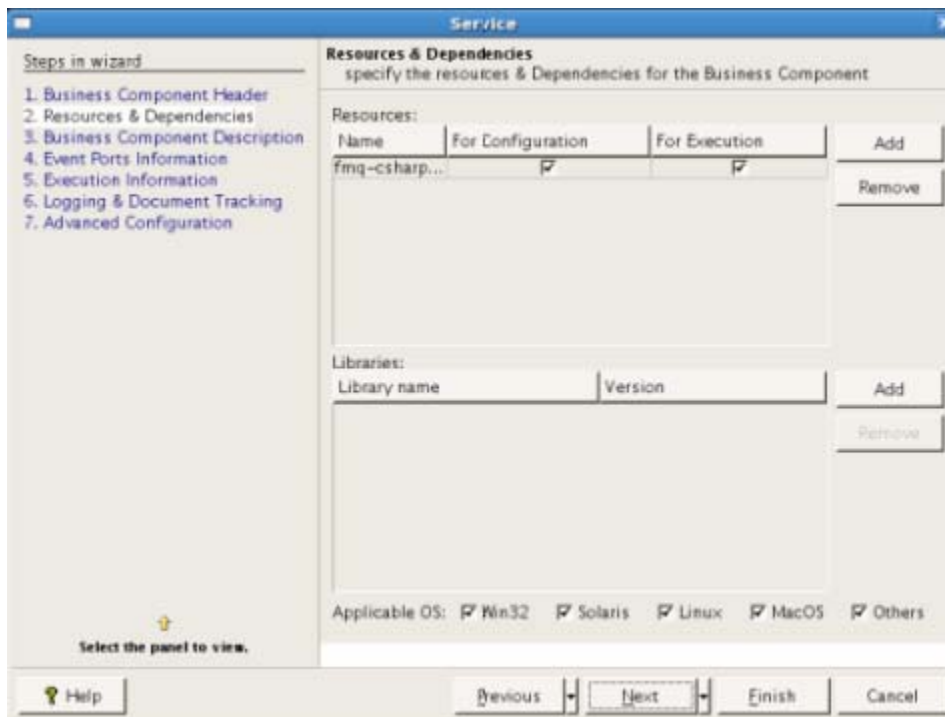 Service
Steps in wizard
1. Business Component Header
2. Resources & Dependencies
3. Business Component Description
4. Event Ports Information
5. Execution Information
6. Logging & Document Tracking
7. Advanced Configuration
Select the panel to view.
Resources & Dependencies
specify the resources & Dependencies for the Business Component
Resources:
Name For Configuration For Execution
fmq-csharp...
Add
Remove
Libraries:
Library name Version
Add
Remove
Applicable OS: Win32 Solaris Linux MacOS Others
Help Previous Next Finish Cancel